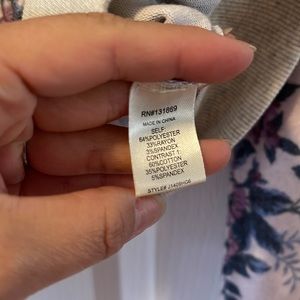 RN#131869
MADE IN CHINA
SELF:
64%POLYESTER
33%RAYON
3%SPANDEX
CONTRAST 1:
60%COTTON
35%POLYESTER
5%SPANDEX
STYLE#